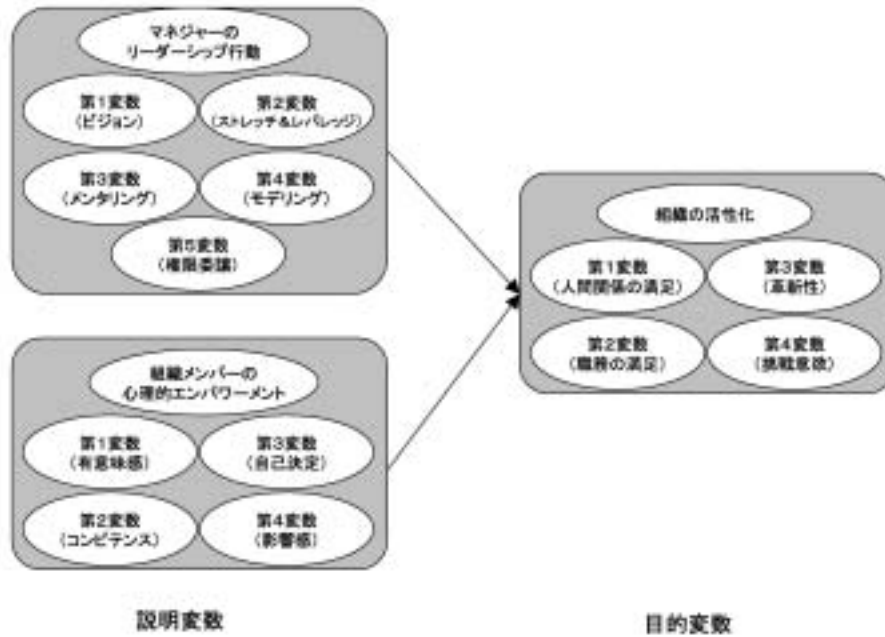 マネジャーの
リーダーシップ行動
第1変数
(ビジョン)
第2変数
(ストレッチ＆レバレッジ)
第3変数
(メンタリング)
第4変数
(モデリング)
第5変数
(権限委譲)
組織メンバーの
心理的エンパワーメント
第1変数
(有意味感)
第3変数
(自己決定)
第2変数
(コンピテンス)
第4変数
(影響感)
説明変数
組織の活性化
第1変数
(人間関係の満足)
第3変数
(革新性)
第2変数
(職務の満足)
第4変数
(挑戦意欲)
目的変数